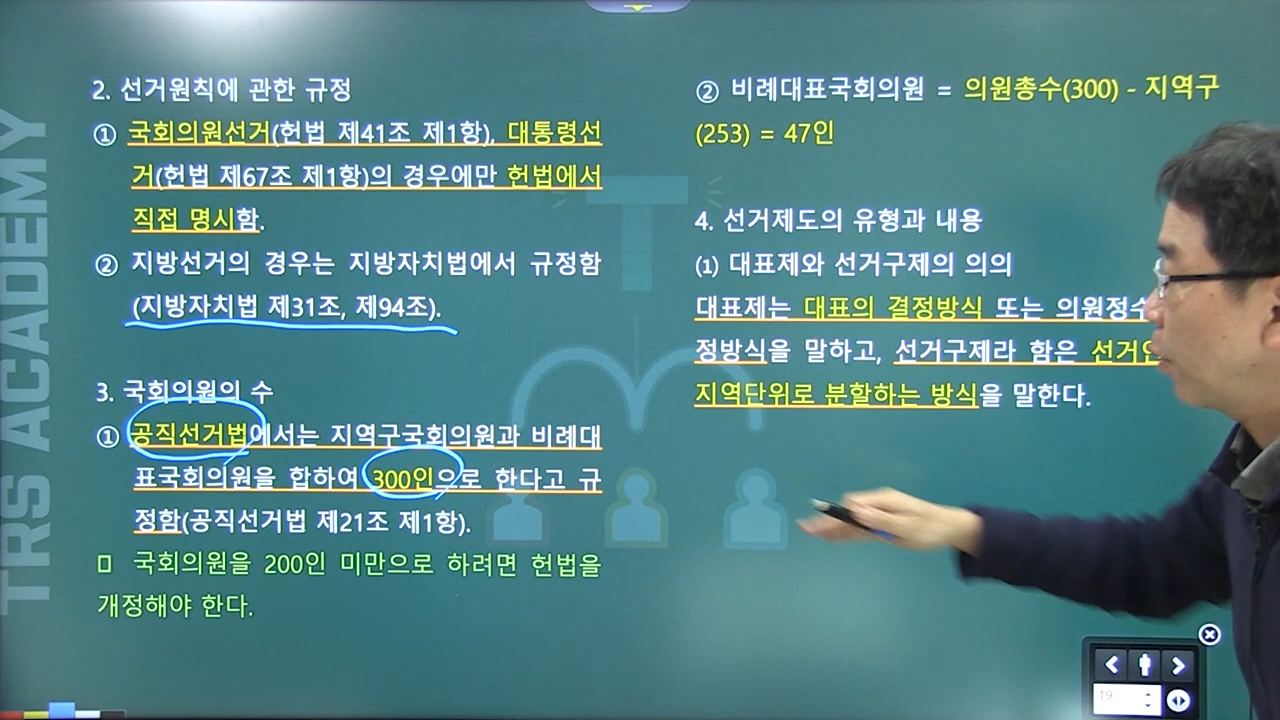 TRS ACADEMY
2. 선거원칙에 관한 규정
① 국회의원선거(헌법 제41조 제1항), 대통령선
거(헌법 제67조 제1항)의 경우에만 헌법에서
직접 명시함.
② 지방선거의 경우는 지방자치법에서 규정함
(지방자치법 제31조, 제94조).
3. 국회의원의 수
① 공직선거법에서는 지역구국회의원과 비례대
표국회의원을 합하여 300인으로 한다고 규
정함(공직선거법 제21조 제1항).
국회의원을 200인 미만으로 하려면 헌법을
개정해야 한다.
② 비례대표국회의원 = 의원총수(300) - 지역구
(253) = 47인
4. 선거제도의 유형과 내용
(1) 대표제와 선거구제의 의의
대표제는 대표의 결정방식 또는 의원정수
정방식을 말하고, 선거구제라 함은 선거인
지역단위로 분할하는 방식을 말한다.
19